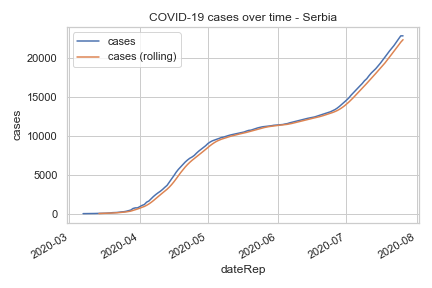 COVID-19 cases over time - Serbia
cases
cases (rolling)
cases
20000
15000
10000
5000
0
2020-03
2020-04
2020-05
2020-06
2020-07
2020-08
dateRep